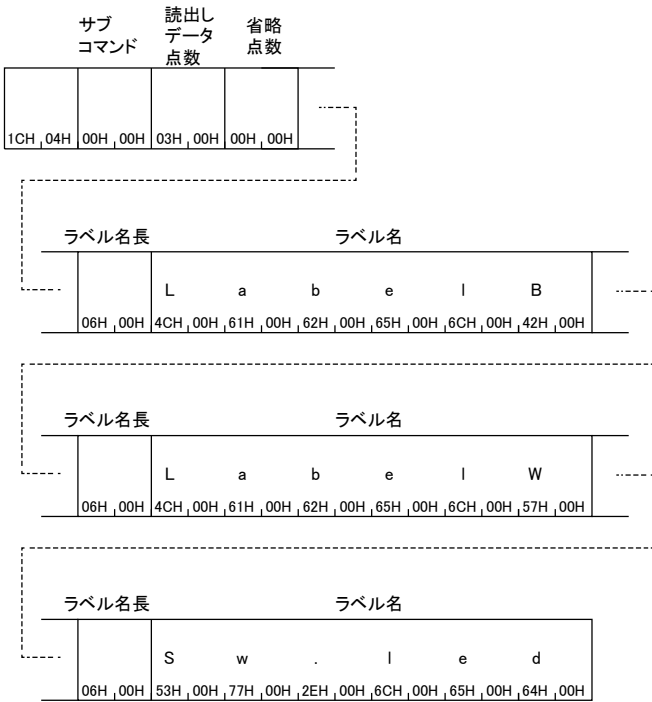 サブ
コマンド
読出し
データ
点数
省略
点数
1CH 04H 00H 00H 03H 00H 00H 00H
ラベル名長 ラベル名
L a b e l B
06H 00H 4CH 00H 61H 00H 62H 00H 65H 00H 6CH 00H 42H 00H
ラベル名長 ラベル名
L a b e l W
06H 00H 4CH 00H 61H 00H 62H 00H 65H 00H 6CH 00H 57H 00H
ラベル名長 ラベル名
S w . l e d
06H 00H 53H 00H 77H 00H 2EH 00H 6CH 00H 65H 00H 64H 00H